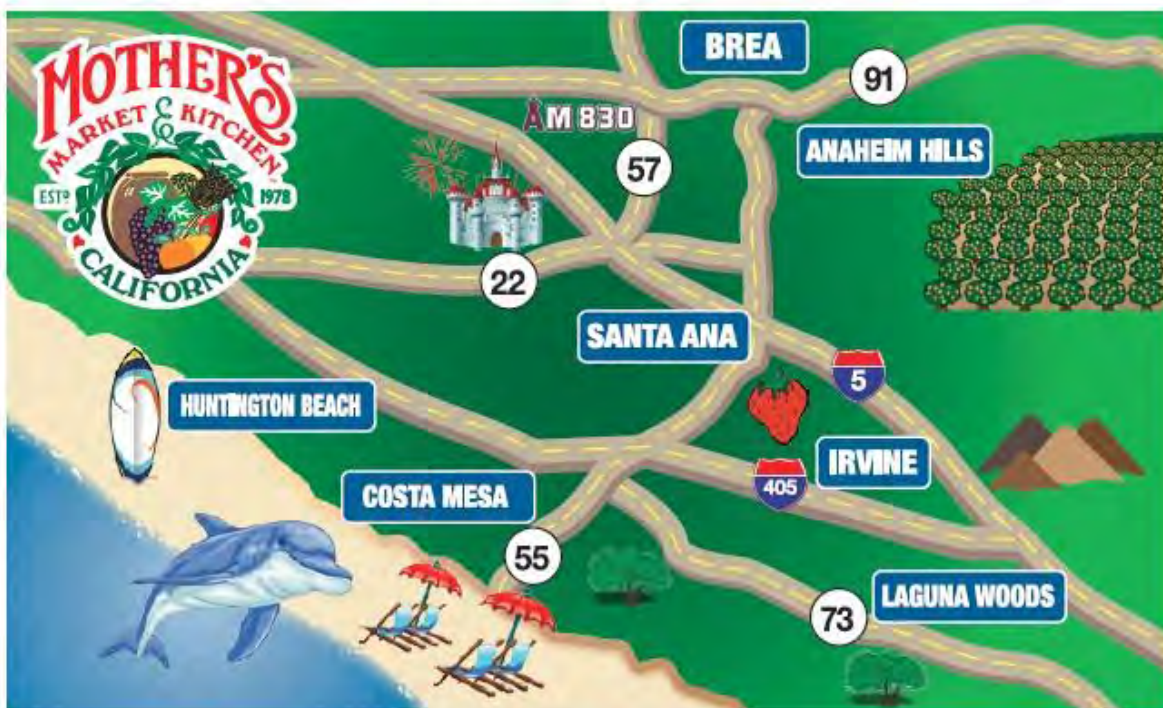 MOTHER'S
MARKET & KITCHEN
ESTD 1978
CALIFORNIA
BREA
91
AM 830
ANAHEIM HILLS
57
22
SANTA ANA
5
HUNTINGTON BEACH
IRVINE
405
COSTA MESA
55
LAGUNA WOODS
73